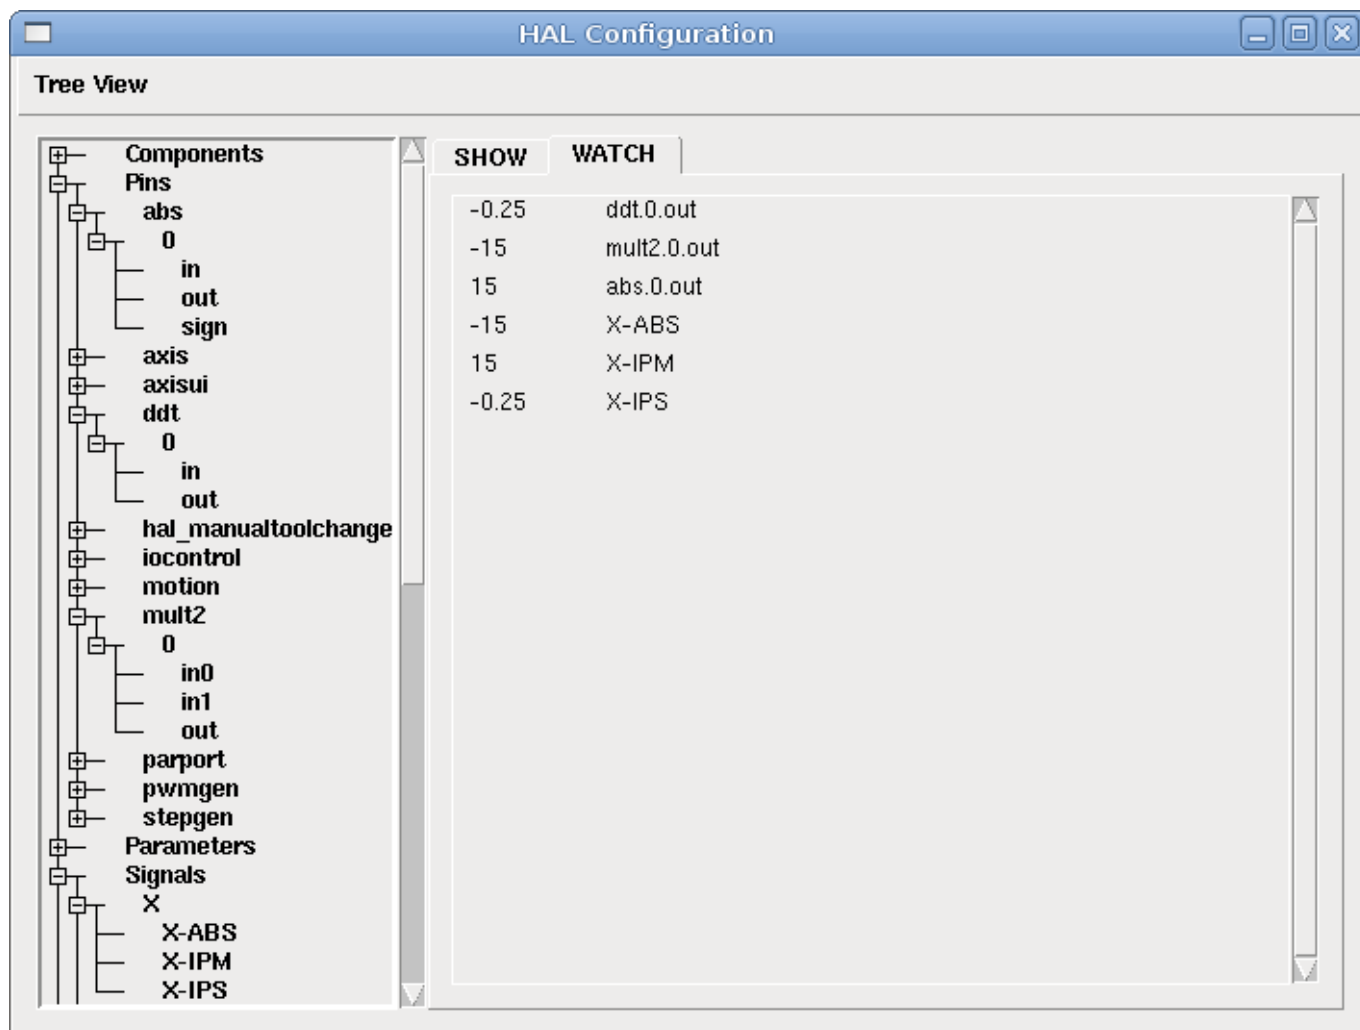 HAL Configuration
Tree View
Components
Pins
abs
0
in
out
sign
axis
axisui
ddt
0
in
out
hal_manualtoolchange
iocontrol
motion
mult2
0
in0
in1
out
parport
pwmgen
stepgen
Parameters
Signals
X
X-ABS
X-IPM
X-IPS
SHOW WATCH
-0.25 ddt.0.out
-15 mult2.0.out
15 abs.0.out
-15 X-ABS
15 X-IPM
-0.25 X-IPS